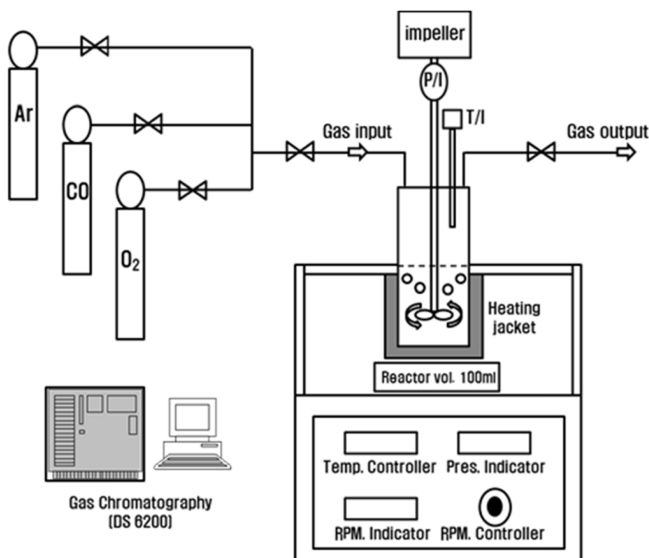 impeller
P/I
Ar
T/I
Gas input
Gas output
CO
O₂
Heating
jacket
Reactor vol. 100ml
Temp. Controller
Pres. Indicator
Gas Chromatography
(DS 6200)
RPM. Indicator
RPM. Controller